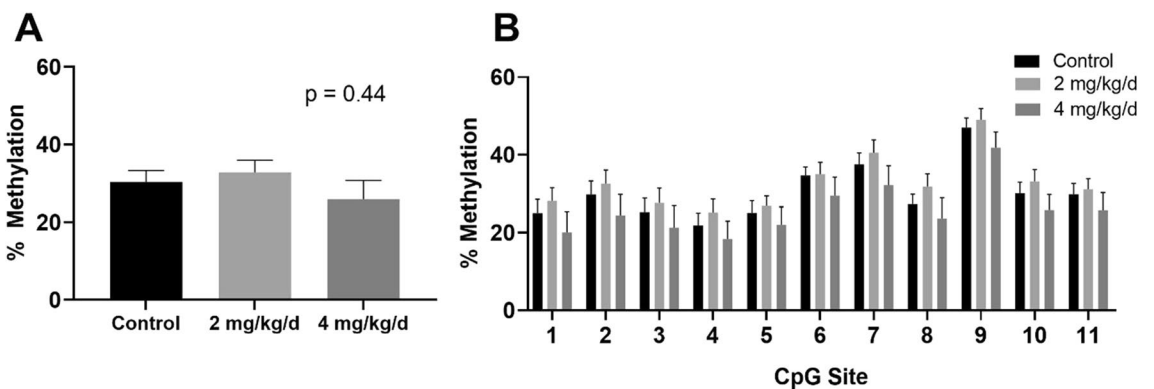 A
% Methylation
60
40
20
0
p = 0.44
Control
2 mg/kg/d
4 mg/kg/d
B
% Methylation
60
40
20
0
Control
2 mg/kg/d
4 mg/kg/d
1 2 3 4 5 6 7 8 9 10 11
CpG Site